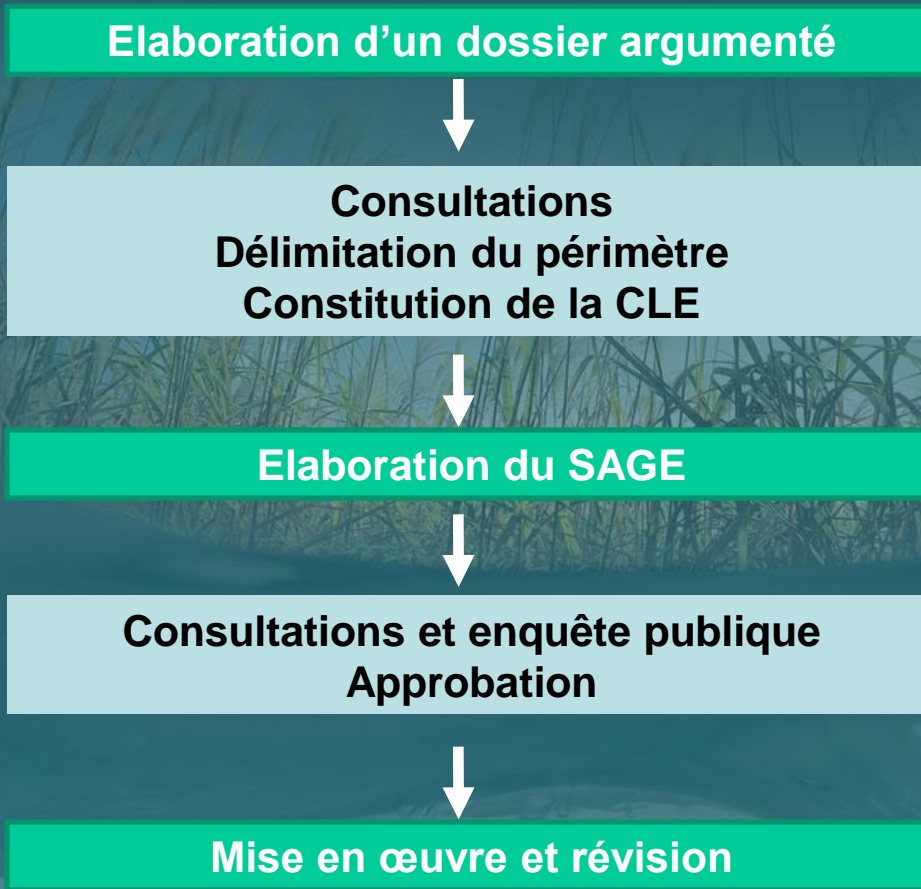 Elaboration d’un dossier argumenté
Consultations
Délimitation du périmètre
Constitution de la CLE
Elaboration du SAGE
Consultations et enquête publique
Approbation
Mise en œuvre et révision